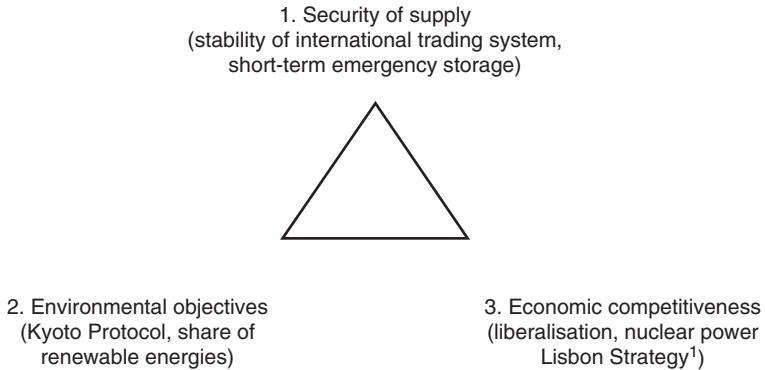 1. Security of supply
(stability of international trading system,
short-term emergency storage)
2. Environmental objectives
(Kyoto Protocol, share of
renewable energies)
3. Economic competitiveness
(liberalisation, nuclear power
Lisbon Strategy¹)